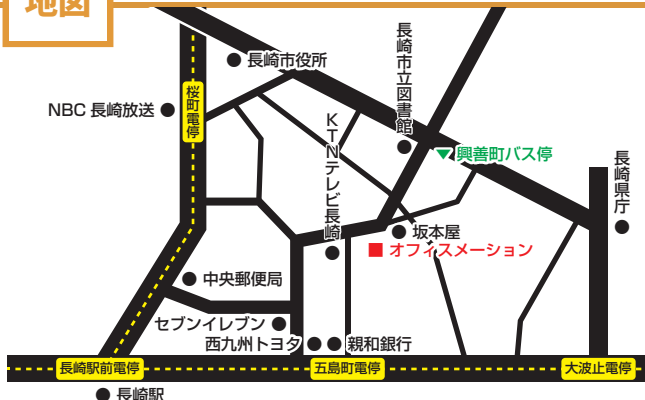 地図
長崎市役所
長崎市立図書館
NBC 長崎放送
桜町電停
KTNテレビ長崎
興善町バス停
長崎県庁
坂本屋
オフィスメーション
中央郵便局
セブンイレブン
西九州トヨタ
親和銀行
長崎駅前電停
五島町電停
大波止電停
長崎駅